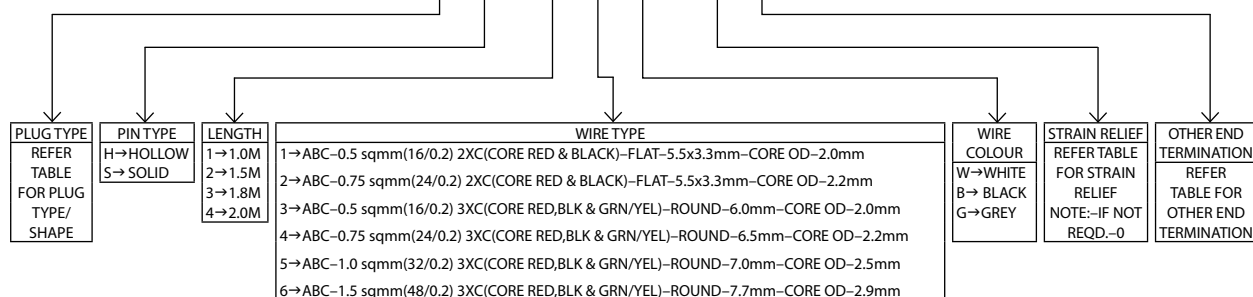 PLUG TYPE
REFER
TABLE
FOR PLUG
TYPE/
SHAPE
PIN TYPE
H→HOLLOW
S→SOLID
LENGTH
1→1.0M
2→1.5M
3→1.8M
4→2.0M
WIRE TYPE
1→ABC–0.5 sqmm(16/0.2) 2XC(CORE RED & BLACK)–FLAT–5.5x3.3mm–CORE OD–2.0mm
2→ABC–0.75 sqmm(24/0.2) 2XC(CORE RED & BLACK)–FLAT–5.5x3.3mm–CORE OD–2.2mm
3→ABC–0.5 sqmm(16/0.2) 3XC(CORE RED,BLK & GRN/YEL)–ROUND–6.0mm–CORE OD–2.0mm
4→ABC–0.75 sqmm(24/0.2) 3XC(CORE RED,BLK & GRN/YEL)–ROUND–6.5mm–CORE OD–2.2mm
5→ABC–1.0 sqmm(32/0.2) 3XC(CORE RED,BLK & GRN/YEL)–ROUND–7.0mm–CORE OD–2.5mm
6→ABC–1.5 sqmm(48/0.2) 3XC(CORE RED,BLK & GRN/YEL)–ROUND–7.7mm–CORE OD–2.9mm
WIRE
COLOUR
W→WHITE
B→ BLACK
G→GREY
STRAIN RELIEF
REFER TABLE
FOR STRAIN
RELIEF
NOTE:–IF NOT
REQD.–0
OTHER END
TERMINATION
REFER
TABLE FOR
OTHER END
TERMINATION